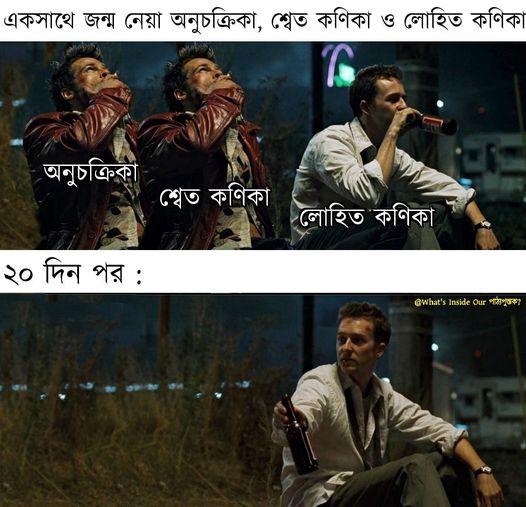 একসাথে জন্ম নেয়া অনুচক্রিকা, শ্বেত কণিকা ও লোহিত কণিকা
অনুচক্রিকা
শ্বেত কণিকা
লোহিত কণিকা
২০ দিন পর :
@What's Inside Our পাঠ্যপুস্তক?